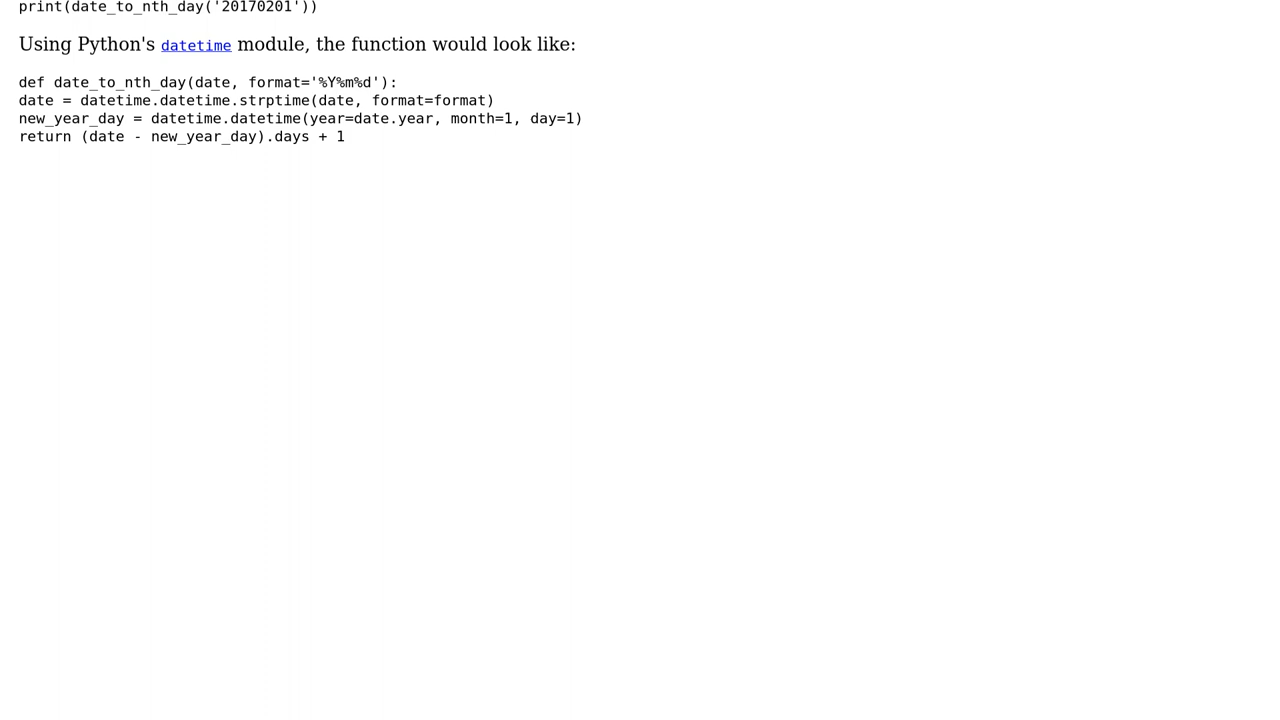 print(date_to_nth_day('20170201'))
Using Python's datetime module, the function would look like:
def date_to_nth_day(date, format='%Y%m%d'):
date = datetime.datetime.strptime(date, format=format)
new_year_day = datetime.datetime(year=date.year, month=1, day=1)
return (date - new_year_day).days + 1